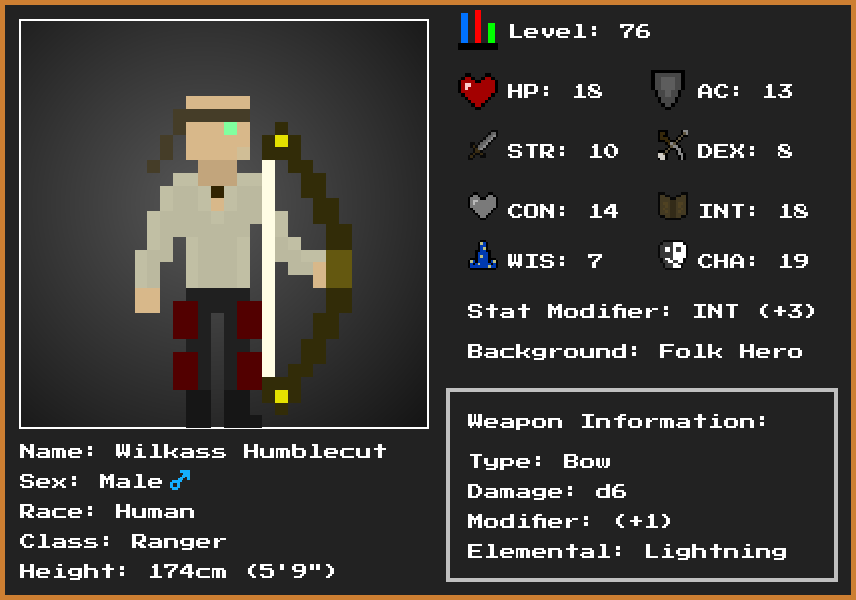 Level: 76
HP: 18 AC: 13
STR: 10 DEX: 8
CON: 14 INT: 18
WIS: 7 CHA: 19
Stat Modifier: INT (+3)
Background: Folk Hero
Weapon Information:
Type: Bow
Damage: d6
Modifier: (+1)
Elemental: Lightning
Name: Wilkass Humblecut
Sex: Male ♂
Race: Human
Class: Ranger
Height: 174cm (5'9")